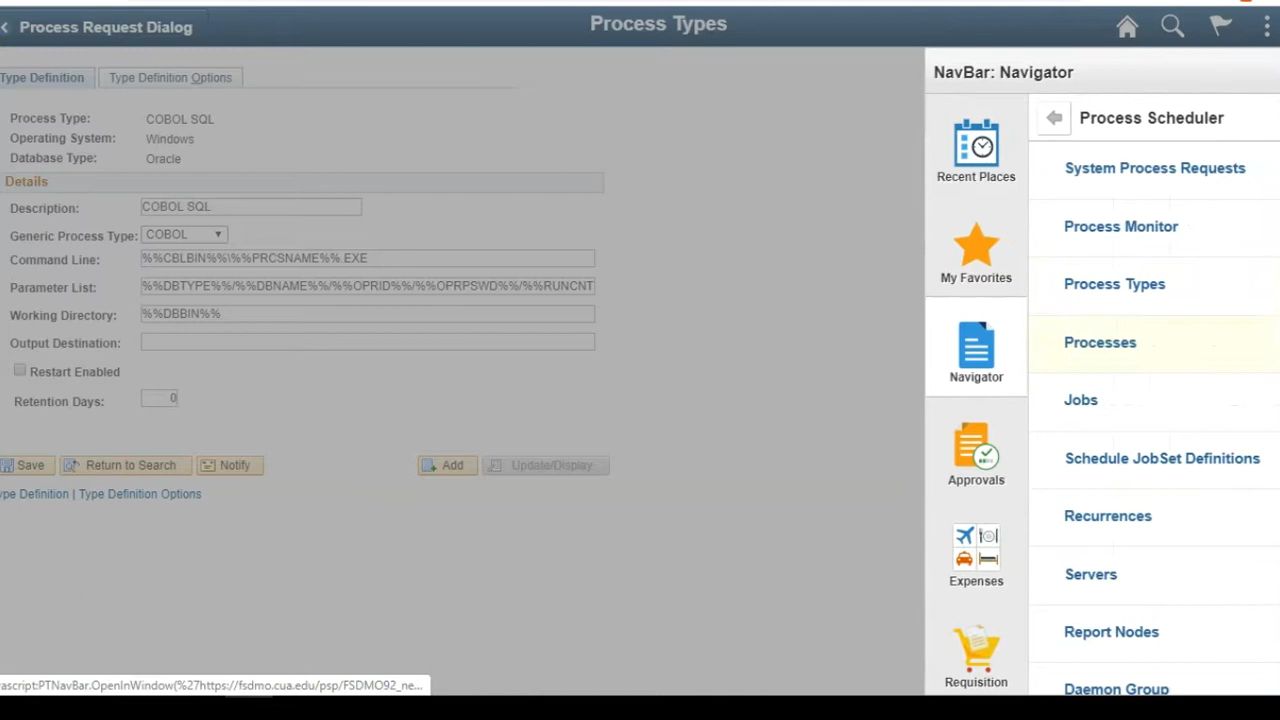 Process Request Dialog
Process Types
Type Definition
Type Definition Options
Process Type: COBOL SQL
Operating System: Windows
Database Type: Oracle
Details
Description: COBOL SQL
Generic Process Type: COBOL
Command Line: %%CBLBIN%%\%%PRCSNAME%%.EXE
Parameter List: %%DBTYPE%%/%%DBNAME%%/%%OPRID%%/%%OPRPSWD%%/%%RUNCNT
Working Directory: %%DBBIN%%
Output Destination:
Restart Enabled
Retention Days: 0
Save
Return to Search
Notify
Add
Update/Display
ype Definition | Type Definition Options
ascript:PTNavBar.OpenInWindow(%27https://fsdmo.cua.edu/psp/FSDMO92_ne...
NavBar: Navigator
Recent Places
My Favorites
Navigator
Approvals
Expenses
Requisition
Process Scheduler
System Process Requests
Process Monitor
Process Types
Processes
Jobs
Schedule JobSet Definitions
Recurrences
Servers
Report Nodes
Daemon Group